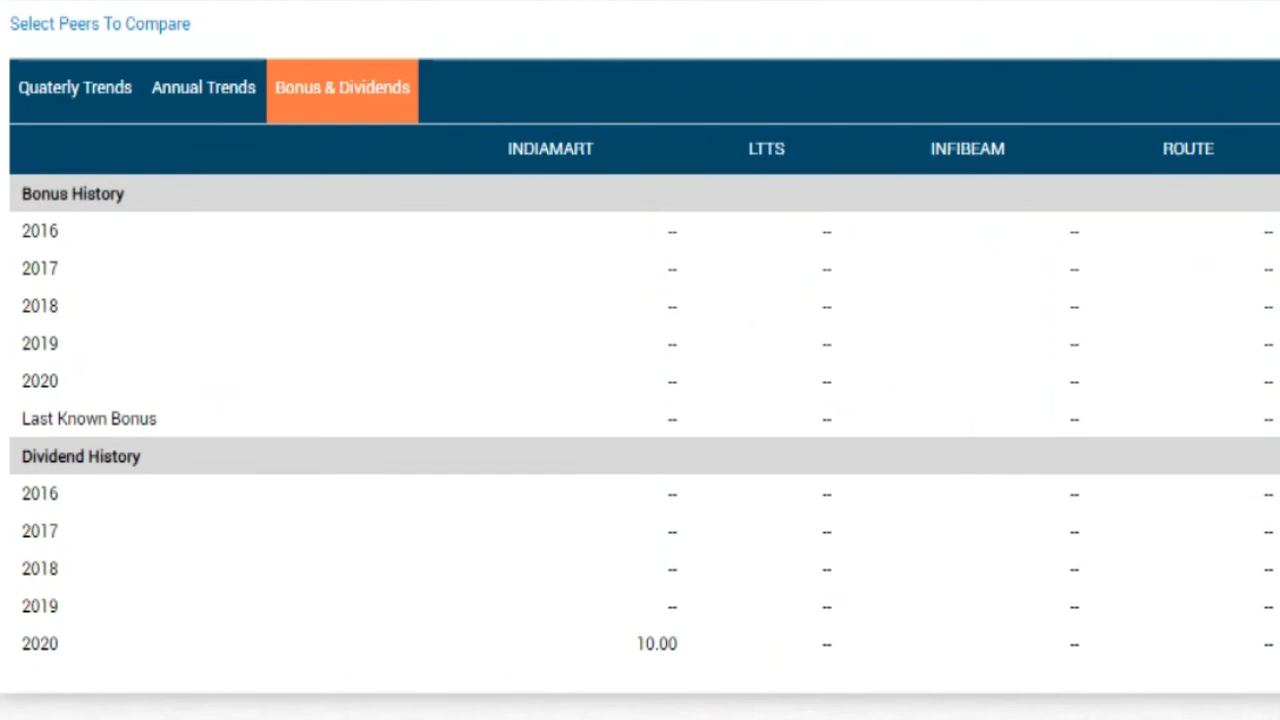 Select Peers To Compare
Quaterly Trends Annual Trends Bonus & Dividends
INDIAMART LTTS INFIBEAM ROUTE
Bonus History
2016 -- -- -- --
2017 -- -- -- --
2018 -- -- -- --
2019 -- -- -- --
2020 -- -- -- --
Last Known Bonus -- -- -- --
Dividend History
2016 -- -- -- --
2017 -- -- -- --
2018 -- -- -- --
2019 -- -- -- --
2020 10.00 -- -- --